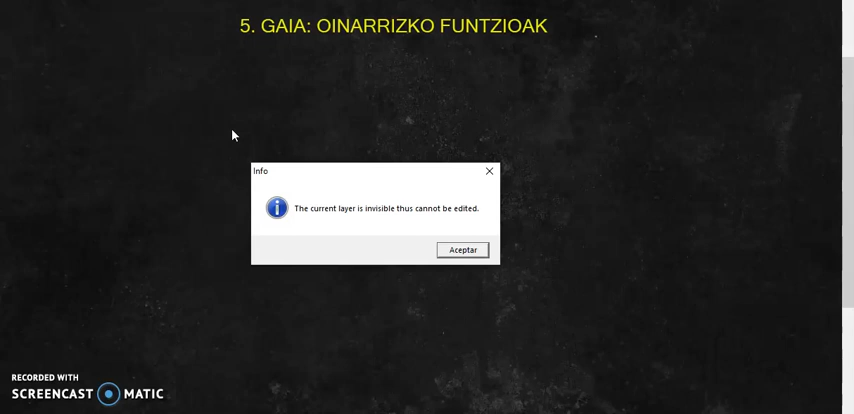 5. GAIA: OINARRIZKO FUNTZIOAK
Info
The current layer is invisible thus cannot be edited.
Aceptar
RECORDED WITH
SCREENCAST MATIC